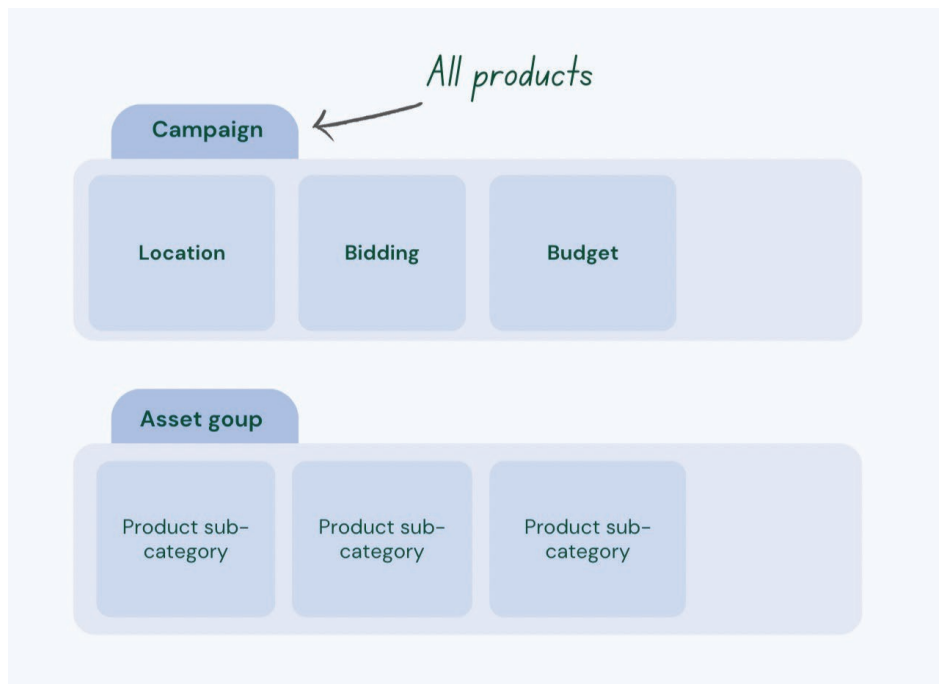 All products
Campaign
Location
Bidding
Budget
Asset goup
Product sub-
category
Product sub-
category
Product sub-
category